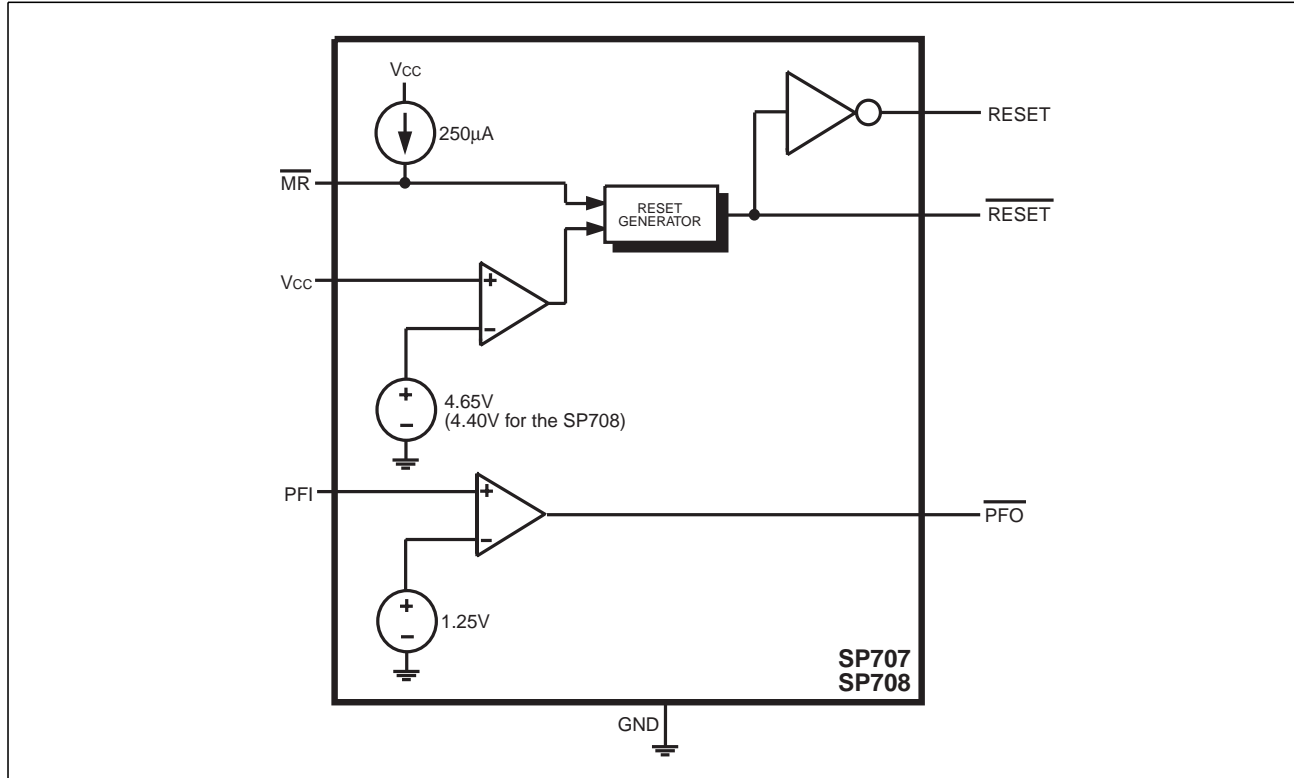 VCC
250µA
RESET
MR
RESET
GENERATOR
RESET
VCC
+
−
+
−
4.65V
(4.40V for the SP708)
PFI
+
−
PFO
+
−
1.25V
SP707
SP708
GND